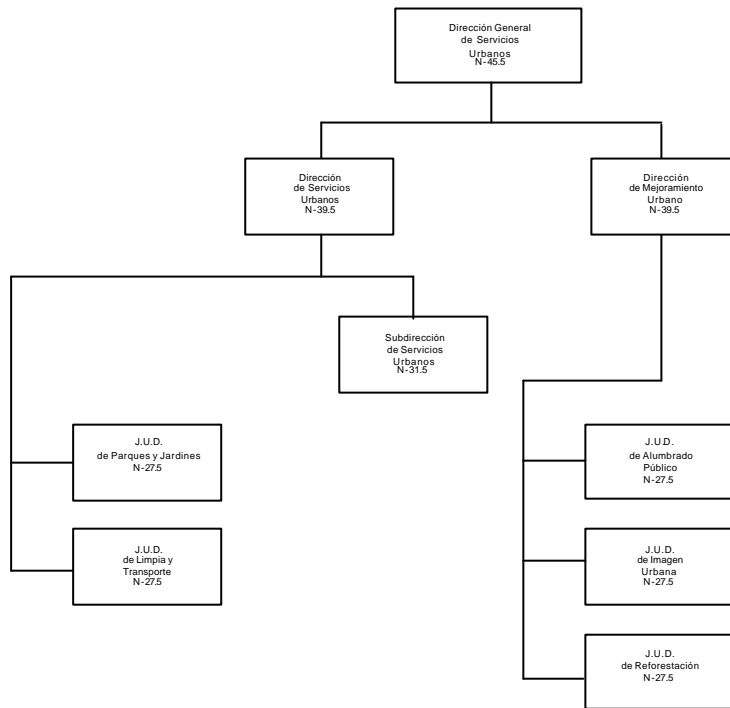 Dirección General
de Servicios
Urbanos
N-45.5
Dirección
de Servicios
Urbanos
N-39.5
Dirección
de Mejoramiento
Urbano
N-39.5
Subdirección
de Servicios
Urbanos
N-31.5
J.U.D.
de Parques y Jardines
N-27.5
J.U.D.
de Alumbrado
Público
N-27.5
J.U.D.
de Limpia y
Transporte
N-27.5
J.U.D.
de Imagen
Urbana
N-27.5
J.U.D.
de Reforestación
N-27.5